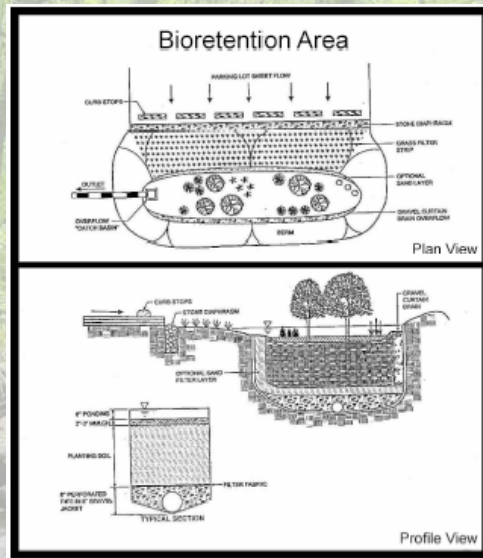 Bioretention Area
PARKING LOT SHEET FLOW
CURB STOPS
STONE DIAPHRAGM
GRASS FILTER
STRIP
OPTIONAL
SAND LAYER
OUTLET
GRAVEL CURTAIN
DRAIN OVERFLOW
OVERFLOW
"CATCH BASIN"
BERM
Plan View
CURB STOPS
STONE DIAPHRAGM
GRAVEL
CURTAIN
DRAIN
OPTIONAL SAND
FILTER LAYER
6" PONDING
2"-3" MULCH
PLANTING SOIL
FILTER FABRIC
GRAVEL
JACKET
TYPICAL SECTION
Profile View